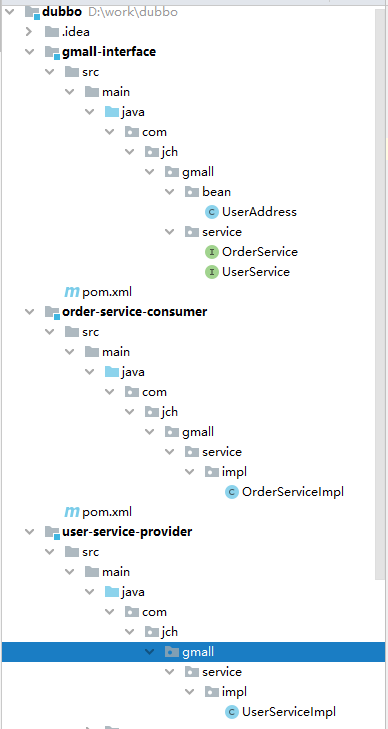 dubbo D:\work\dubbo
.idea
gmall-interface
src
main
java
com
jch
gmall
bean
UserAddress
service
OrderService
UserService
pom.xml
order-service-consumer
src
main
java
com
jch
gmall
service
impl
OrderServiceImpl
pom.xml
user-service-provider
src
main
java
com
jch
gmall
service
impl
UserServiceImpl